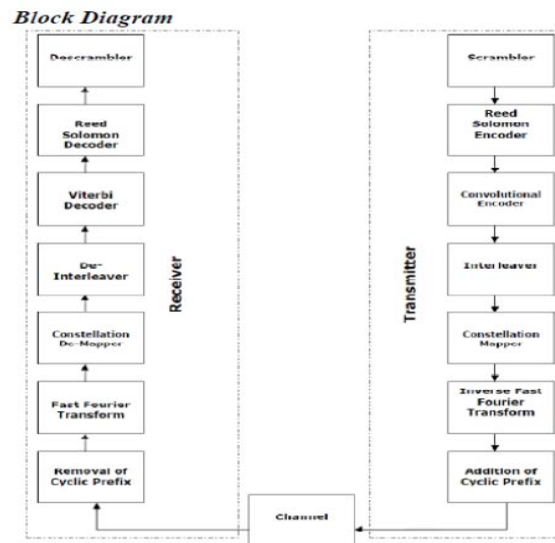 Block Diagram
Descrambler
Reed
Solomon
Decoder
Viterbi
Decoder
De-
Interleaver
Constellation
De-Mapper
Fast Fourier
Transform
Removal of
Cyclic Prefix
Receiver
Channel
Transmitter
Scrambler
Reed
Solomon
Encoder
Convolutional
Encoder
Interleaver
Constellation
Mapper
Inverse Fast
Fourier
Transform
Addition of
Cyclic Prefix